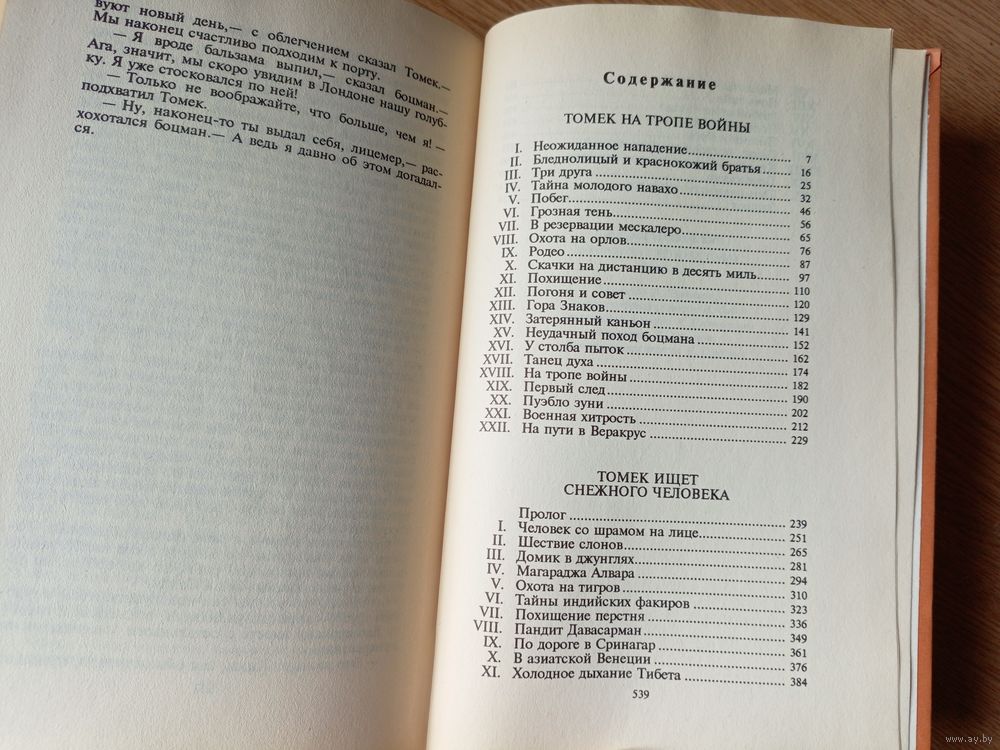 вуют новый день,— с облегчением сказал Томек.—
Мы наконец счастливо подходим к порту.
— Я вроде бальзама выпил,— сказал боцман.—
Ага, значит, мы скоро увидим в Лондоне нашу голуб-
ку. Я уже стосковался по ней!
— Только не воображайте, что больше, чем я! —
подхватил Томек.
— Ну, наконец-то ты выдал себя, лицемер,— рас-
хохотался боцман.— А ведь я давно об этом догадал-
ся.
Содержание
ТОМЕК НА ТРОПЕ ВОЙНЫ
I. Неожиданное нападение 7
II. Бледнолицый и краснокожий братья 16
III. Три друга 25
IV. Тайна молодого навахо 32
V. Побег 46
VI. Грозная тень 56
VII. В резервации мескалеро 65
VIII. Охота на орлов 76
IX. Родео 87
X. Скачки на дистанцию в десять миль 97
XI. Похищение 110
XII. Погоня и совет 120
XIII. Гора Знаков 129
XIV. Затерянный каньон 141
XV. Неудачный поход боцмана 152
XVI. У столба пыток 162
XVII. Танец духа 174
XVIII. На тропе войны 182
XIX. Первый след 190
XX. Пуэбло зуни 202
XXI. Военная хитрость 212
XXII. На пути в Веракрус 229
ТОМЕК ИЩЕТ
СНЕЖНОГО ЧЕЛОВЕКА
Пролог 239
I. Человек со шрамом на лице 251
II. Шествие слонов 265
III. Домик в джунглях 281
IV. Магараджа Алвара 294
V. Охота на тигров 310
VI. Тайны индийских факиров 323
VII. Похищение перстня 336
VIII. Пандит Давасарман 349
IX. По дороге в Сринагар 361
X. В азиатской Венеции 376
XI. Холодное дыхание Тибета 384
539
www.ay.by